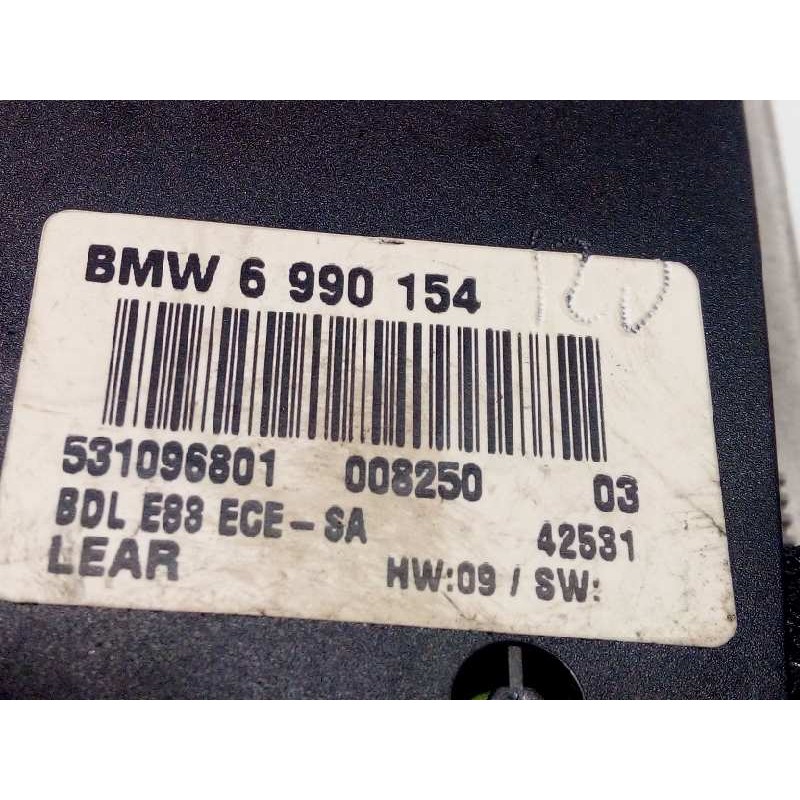 BMW 6 990 154
531096801 008250 03
BDL E83 ECE-SA 42531
LEAR HW:09 / SW: